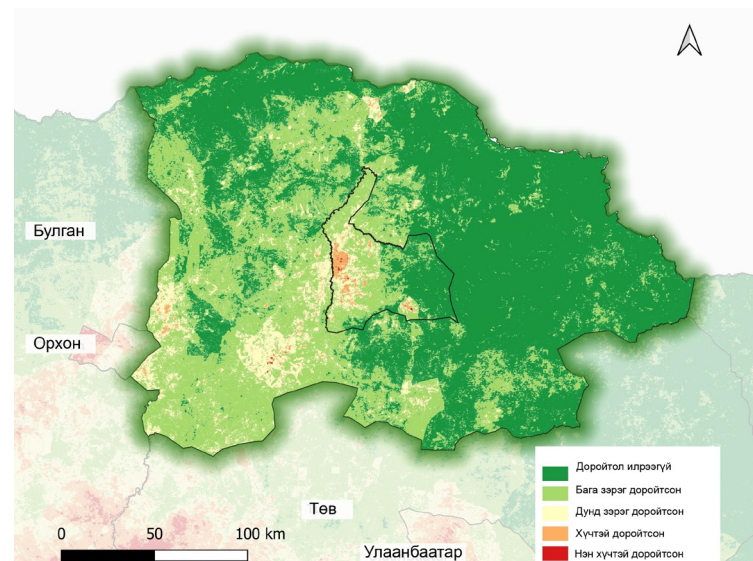 Булган
Орхон
Төв
Улаанбаатар
0 50 100 km
Доройтол илрээгүй
Бага зэрэг доройтсон
Дунд зэрэг доройтсон
Хүчтэй доройтсон
Нэн хүчтэй доройтсон